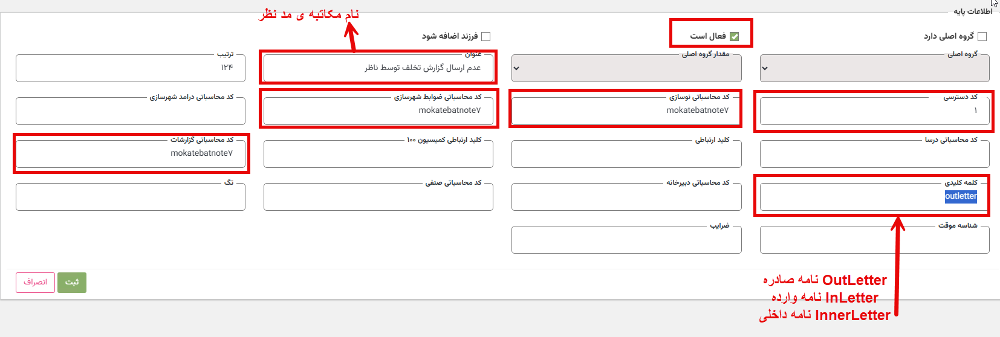 اطلاعات پایه
نام مکاتبه ی مد نظر
گروه اصلی دارد
فعال است
فرزند اضافه شود
گروه اصلی
مقدار گروه اصلی
عنوان
عدم ارسال گزارش تخلف توسط ناظر
ترتیب
۱۲۴
کد دسترسی
۱
کد محاسباتی نوسازی
mokatebatnote۷
کد محاسباتی ضوابط شهرسازی
mokatebatnote۷
کد محاسباتی درامد شهرسازی
کد محاسباتی درسا
کلید ارتباطی
کلید ارتباطی کمیسیون ۱۰۰
کد محاسباتی گزارشات
mokatebatnote۷
کلمه کلیدی
outletter
کد محاسباتی دبیرخانه
کد محاسباتی صنفی
تگ
شناسه موقت
ضرایب
OutLetter نامه صادره
InLetter نامه وارده
InnerLetter نامه داخلی
ثبت
انصراف